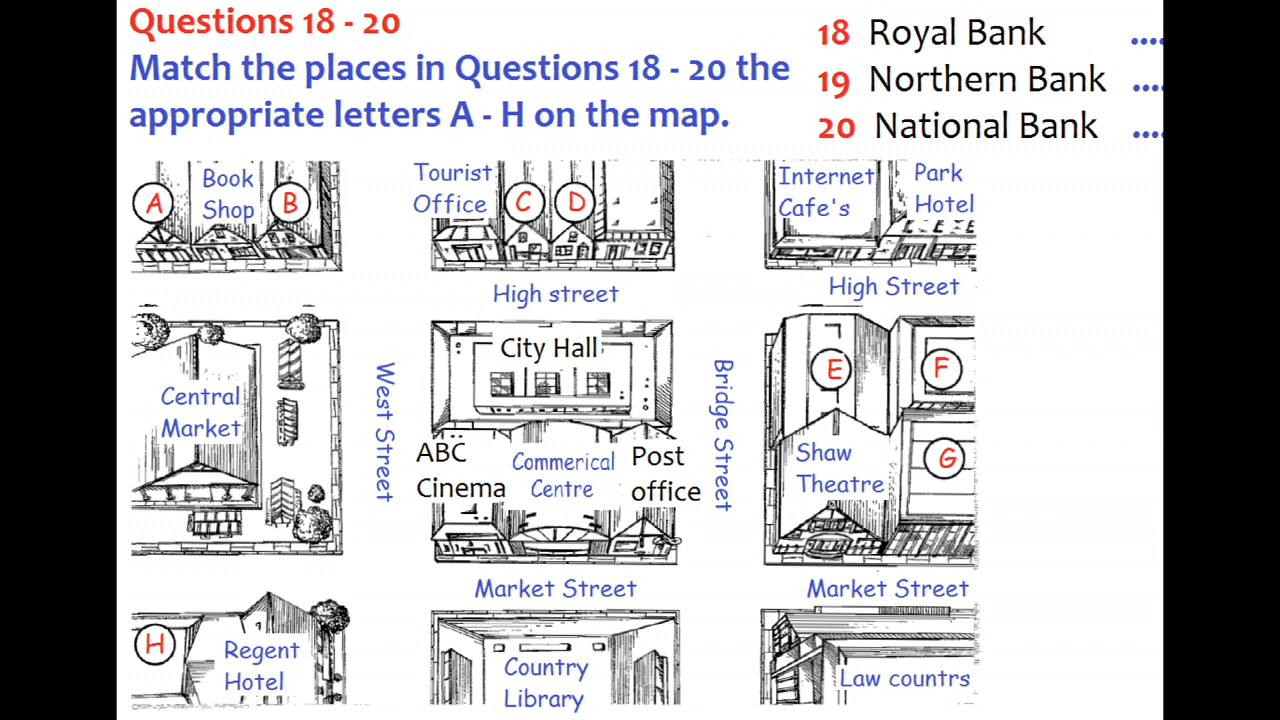 Questions 18 - 20
Match the places in Questions 18 - 20 the
appropriate letters A - H on the map.
18 Royal Bank ....
19 Northern Bank ....
20 National Bank ....
A
Book
Shop
B
Tourist
Office
C
D
Internet
Cafe's
Park
Hotel
High street
High Street
Central
Market
West Street
City Hall
ABC
Cinema
Commerical
Centre
Post
office
Bridge Street
E
F
Shaw
Theatre
G
Market Street
Market Street
H
Regent
Hotel
Country
Library
Law countrs